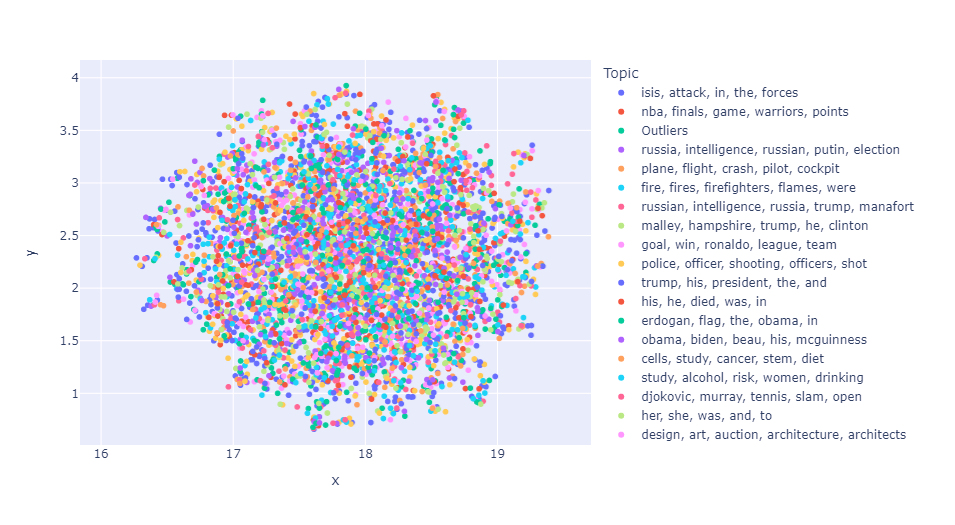 4
3.5
3
2.5
2
1.5
1
y
16
17
18
19
x
Topic
isis, attack, in, the, forces
nba, finals, game, warriors, points
Outliers
russia, intelligence, russian, putin, election
plane, flight, crash, pilot, cockpit
fire, fires, firefighters, flames, were
russian, intelligence, russia, trump, manafort
malley, hampshire, trump, he, clinton
goal, win, ronaldo, league, team
police, officer, shooting, officers, shot
trump, his, president, the, and
his, he, died, was, in
erdogan, flag, the, obama, in
obama, biden, beau, his, mcguinness
cells, study, cancer, stem, diet
study, alcohol, risk, women, drinking
djokovic, murray, tennis, slam, open
her, she, was, and, to
design, art, auction, architecture, architects